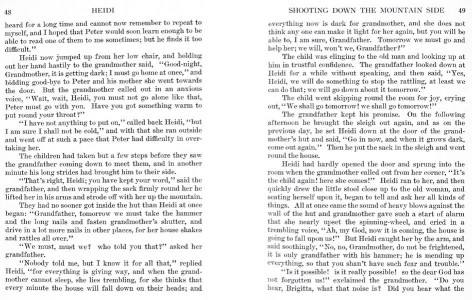 48 HEIDI
heard for a long time and cannot now remember to repeat to
myself, and I hoped that Peter would soon learn enough to be
able to read one of them to me sometimes; but he finds it too
difficult."
Heidi now jumped up from her low chair, and holding
out her hand hastily to the grandmother said, "Good-night,
Grandmother, it is getting dark; I must go home at once," and
bidding good-bye to Peter and his mother she went towards
the door. But the grandmother called out in an anxious
voice, "Wait, wait, Heidi, you must not go alone like that,
Peter must go with you. Have you got something warm to
put round your throat?"
"I have not anything to put on," called back Heidi, "but
I am sure I shall not be cold," and with that she ran outside
and went off at such a pace that Peter had difficulty in over-
taking her.
The children had taken but a few steps before they saw
the grandfather coming down to meet them, and in another
minute his long strides had brought him to their side.
"That's right, Heidi; you have kept your word," said the
grandfather, and then wrapping the sack firmly round her he
lifted her in his arms and strode off with her up the mountain.
They had no sooner got inside the hut than Heidi at once
began: "Grandfather, tomorrow we must take the hammer
and the long nails and fasten grandmother's shutter, and
drive in a lot more nails in other places, for her house shakes
and rattles all over."
"We must, must we? who told you that?" asked her
grandfather.
"Nobody told me, but I know it for all that," replied
Heidi, "for everything is giving way, and when the grand-
mother cannot sleep, she lies trembling, for she thinks that
every minute the house will fall down on their heads; and
SHOOTING DOWN THE MOUNTAIN SIDE 49
everything now is dark for grandmother, and she does not
think any one can make it light for her again, but you will be
able to, I am sure, Grandfather. Tomorrow we must go and
help her; we will, won't we, Grandfather?"
The child was clinging to the old man and looking up at
him in trustful confidence. The grandfather looked down at
Heidi for a while without speaking, and then said, "Yes,
Heidi, we will do something to stop the rattling, at least we
can do that; we will go down about it tomorrow."
The child went skipping round the room for joy, crying
out, "We shall go tomorrow! we shall go tomorrow!"
The grandfather kept his promise. On the following
afternoon he brought the sleigh out again, and as on the
previous day, he set Heidi down at the door of the grand-
mother's hut and said, "Go in now, and when it grows dark,
come out again." Then he put the sack in the sleigh and went
round the house.
Heidi had hardly opened the door and sprung into the
room when the grandmother called out from her corner, "It's
the child again! here she comes!" Heidi ran to her, and then
quickly drew the little stool close up to the old woman, and
seating herself upon it, began to tell and ask her all kinds of
things. All at once came the sound of heavy blows against the
wall of the hut and grandmother gave such a start of alarm
that she nearly upset the spinning-wheel, and cried in a
trembling voice, "Ah, my God, now it is coming, the house is
going to fall upon us!" But Heidi caught her by the arm, and
said soothingly, "No, no, Grandmother, do not be frightened,
it is only grandfather with his hammer; he is mending up
everything, so that you shan't have such fear and trouble."
"Is it possible! is it really possible! so the dear God has
not forgotten us!" exclaimed the grandmother. "Do you
hear, Brigitta, what that noise is? Did you hear what the